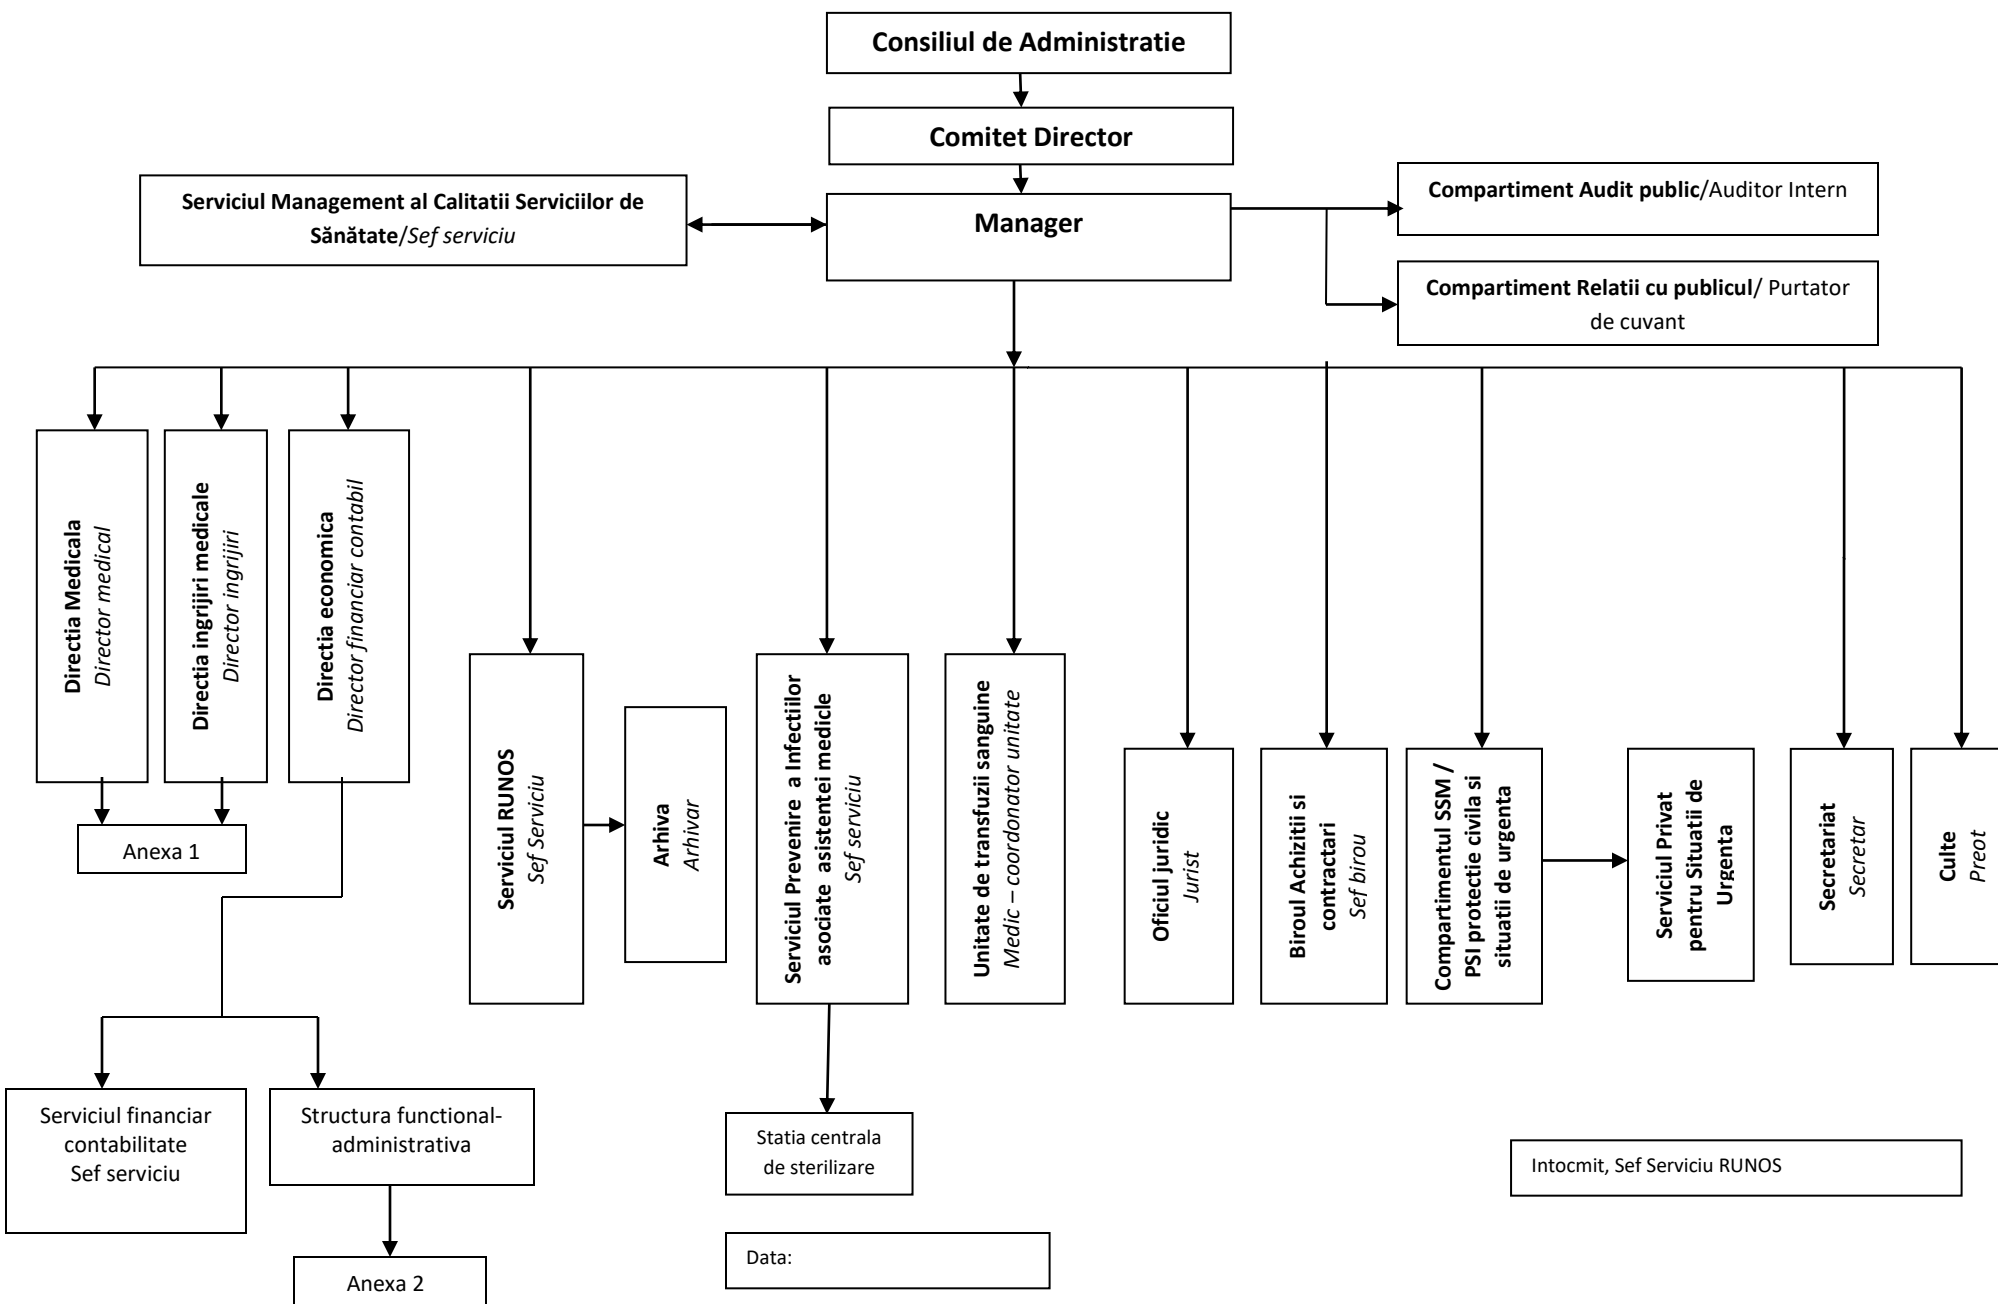 Consiliul de Administratie
Comitet Director
Serviciul Management al Calitatii Serviciilor de
Sănătate/Sef serviciu
Manager
Compartiment Audit public/Auditor Intern
Compartiment Relatii cu publicul/ Purtator
de cuvant
Directia Medicala
Director medical
Directia ingrijiri medicale
Director ingrijiri
Directia economica
Director financiar contabil
Serviciul RUNOS
Sef Serviciu
Arhiva
Arhivar
Serviciul Prevenire a Infectiilor
asociate asistentei medicle
Sef serviciu
Unitate de transfuzii sanguine
Medic – coordonator unitate
Oficiul juridic
Jurist
Biroul Achizitii si
contractari
Sef birou
Compartimentul SSM /
PSI protectie civila si
situatii de urgenta
Serviciul Privat
pentru Situatii de
Urgenta
Secretariat
Secretar
Culte
Preot
Anexa 1
Serviciul financiar
contabilitate
Sef serviciu
Structura functional-
administrativa
Statia centrala
de sterilizare
Intocmit, Sef Serviciu RUNOS
Data:
Anexa 2